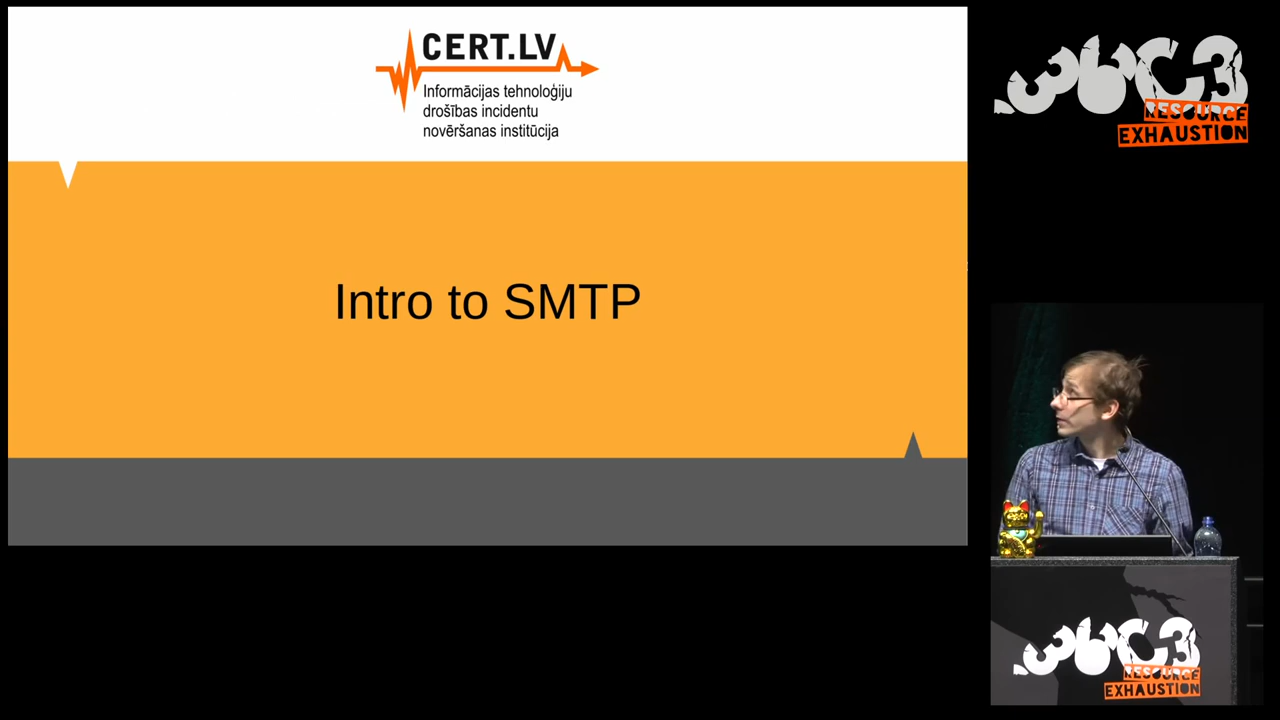 CERT.LV
Informācijas tehnoloģiju
drošības incidentu
novēršanas institūcija
Intro to SMTP
36C3
RESOURCE
EXHAUSTION
36C3
RESOURCE
EXHAUSTION